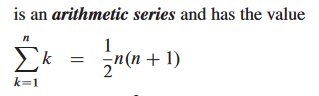 is an arithmetic series and has the value
n
∑ k = 1/2 n(n + 1)
k=1